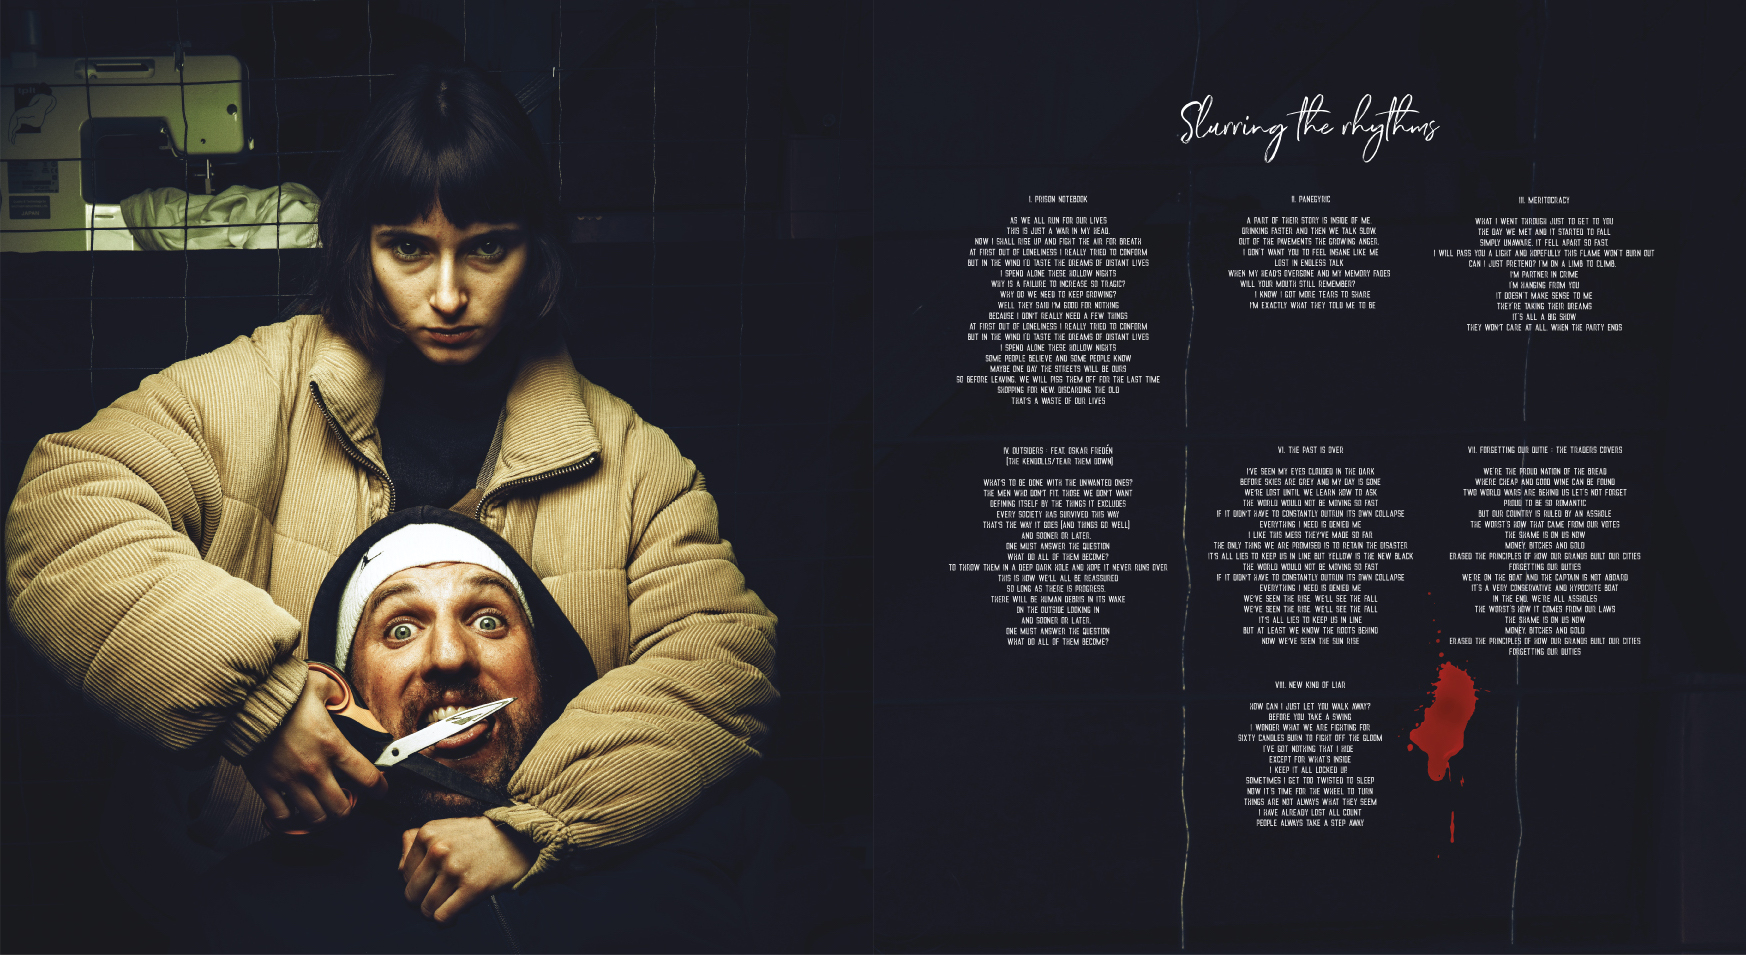 JAPAN
Slurring the rhythms
I. PRISON NOTEBOOK
AS WE ALL RUN FOR OUR LIVES
THIS IS JUST A WAR IN MY HEAD.
NOW I SHALL RISE UP AND FIGHT THE AIR FOR BREATH
AT FIRST OUT OF LONELINESS I REALLY TRIED TO CONFORM
BUT IN THE WIND I'D TASTE THE DREAMS OF DISTANT LIVES
I SPEND ALONE THESE HOLLOW NIGHTS
WHY IS A FAILURE TO INCREASE SO TRAGIC?
WHY DO WE NEED TO KEEP GROWING?
WELL THEY SAID I'M GOOD FOR NOTHING
BECAUSE I DON'T REALLY NEED A FEW THINGS
AT FIRST OUT OF LONELINESS I REALLY TRIED TO CONFORM
BUT IN THE WIND I'D TASTE THE DREAMS OF DISTANT LIVES
I SPEND ALONE THESE HOLLOW NIGHTS
SOME PEOPLE BELIEVE AND SOME PEOPLE KNOW
MAYBE ONE DAY THE STREETS WILL BE OURS
SO BEFORE LEAVING, WE WILL PISS THEM OFF FOR THE LAST TIME
SHOPPING FOR NEW, DISCARDING THE OLD
THAT'S A WASTE OF OUR LIVES
II. PANEGYRIC
A PART OF THEIR STORY IS INSIDE OF ME,
DRINKING FASTER AND THEN WE TALK SLOW.
OUT OF THE PAVEMENTS THE GROWING ANGER,
I DON'T WANT YOU TO FEEL INSANE LIKE ME
LOST IN ENDLESS TALK
WHEN MY HEAD'S OVERDONE AND MY MEMORY FADES
WILL YOUR MOUTH STILL REMEMBER?
I KNOW I GOT MORE TEARS TO SHARE
I'M EXACTLY WHAT THEY TOLD ME TO BE
III. MERITOCRACY
WHAT I WENT THROUGH JUST TO GET TO YOU
THE DAY WE MET AND IT STARTED TO FALL
SIMPLY UNAWARE, IT FELL APART SO FAST.
I WILL PASS YOU A LIGHT AND HOPEFULLY THIS FLAME WON'T BURN OUT
CAN I JUST PRETEND? I'M ON A LIMB TO CLIMB,
I'M PARTNER IN CRIME
I'M HANGING FROM YOU
IT DOESN'T MAKE SENSE TO ME
THEY'RE TAKING THEIR DREAMS
IT'S ALL A BIG SHOW
THEY WON'T CARE AT ALL, WHEN THE PARTY ENDS
IV. OUTSIDERS - FEAT. OSKAR FREDÉN
(THE KENDOLLS/TEAR THEM DOWN)
WHAT'S TO BE DONE WITH THE UNWANTED ONES?
THE MEN WHO DON'T FIT, THOSE WE DON'T WANT
DEFINING ITSELF BY THE THINGS IT EXCLUDES
EVERY SOCIETY HAS SURVIVED THIS WAY
THAT'S THE WAY IT GOES (AND THINGS GO WELL)
AND SOONER OR LATER,
ONE MUST ANSWER THE QUESTION
WHAT DO ALL OF THEM BECOME?
TO THROW THEM IN A DEEP DARK HOLE AND HOPE IT NEVER RUNS OVER
THIS IS HOW WE'LL ALL BE REASSURED
SO LONG AS THERE IS PROGRESS,
THERE WILL BE HUMAN DEBRIS IN ITS WAKE
ON THE OUTSIDE LOOKING IN
AND SOONER OR LATER,
ONE MUST ANSWER THE QUESTION
WHAT DO ALL OF THEM BECOME?
VI. THE PAST IS OVER
I'VE SEEN MY EYES CLOUDED IN THE DARK
BEFORE SKIES ARE GREY AND MY DAY IS GONE
WE'RE LOST UNTIL WE LEARN HOW TO ASK
THE WORLD WOULD NOT BE MOVING SO FAST
IF IT DIDN'T HAVE TO CONSTANTLY OUTRUN ITS OWN COLLAPSE
EVERYTHING I NEED IS DENIED ME
I LIKE THIS MESS THEY'VE MADE SO FAR
THE ONLY THING WE ARE PROMISED IS TO RETAIN THE DISASTER
IT'S ALL LIES TO KEEP US IN LINE BUT YELLOW IS THE NEW BLACK
THE WORLD WOULD NOT BE MOVING SO FAST
IF IT DIDN'T HAVE TO CONSTANTLY OUTRUN ITS OWN COLLAPSE
EVERYTHING I NEED IS DENIED ME
WE'VE SEEN THE RISE, WE'LL SEE THE FALL
WE'VE SEEN THE RISE, WE'LL SEE THE FALL
IT'S ALL LIES TO KEEP US IN LINE
BUT AT LEAST WE KNOW THE ROOTS BEHIND
NOW WE'VE SEEN THE SUN RISE
VII. FORGETTING OUR DUTIE : THE TRADERS COVERS
WE'RE THE PROUD NATION OF THE BREAD
WHERE CHEAP AND GOOD WINE CAN BE FOUND
TWO WORLD WARS ARE BEHIND US LET'S NOT FORGET
PROUD TO BE SO ROMANTIC
BUT OUR COUNTRY IS RULED BY AN ASSHOLE
THE WORST'S HOW THAT CAME FROM OUR VOTES
THE SHAME IS ON US NOW
MONEY, BITCHES AND GOLD
ERASED THE PRINCIPLES OF HOW OUR GRANDS BUILT OUR CITIES
FORGETTING OUR DUTIES
WE'RE ON THE BOAT AND THE CAPTAIN IS NOT ABOARD
IT'S A VERY CONSERVATIVE AND HYPOCRITE BOAT
IN THE END, WE'RE ALL ASSHOLES
THE WORST'S HOW IT COMES FROM OUR LAWS
THE SHAME IS ON US NOW
MONEY, BITCHES AND GOLD
ERASED THE PRINCIPLES OF HOW OUR GRANDS BUILT OUR CITIES
FORGETTING OUR DUTIES
VIII. NEW KIND OF LIAR
HOW CAN I JUST LET YOU WALK AWAY?
BEFORE YOU TAKE A SWING
I WONDER WHAT WE ARE FIGHTING FOR
SIXTY CANDLES BURN TO FIGHT OFF THE GLOOM
I'VE GOT NOTHING THAT I HIDE
EXCEPT FOR WHAT'S INSIDE
I KEEP IT ALL LOCKED UP
SOMETIMES I GET TOO TWISTED TO SLEEP
NOW IT'S TIME FOR THE WHEEL TO TURN
THINGS ARE NOT ALWAYS WHAT THEY SEEM
I HAVE ALREADY LOST ALL COUNT
PEOPLE ALWAYS TAKE A STEP AWAY